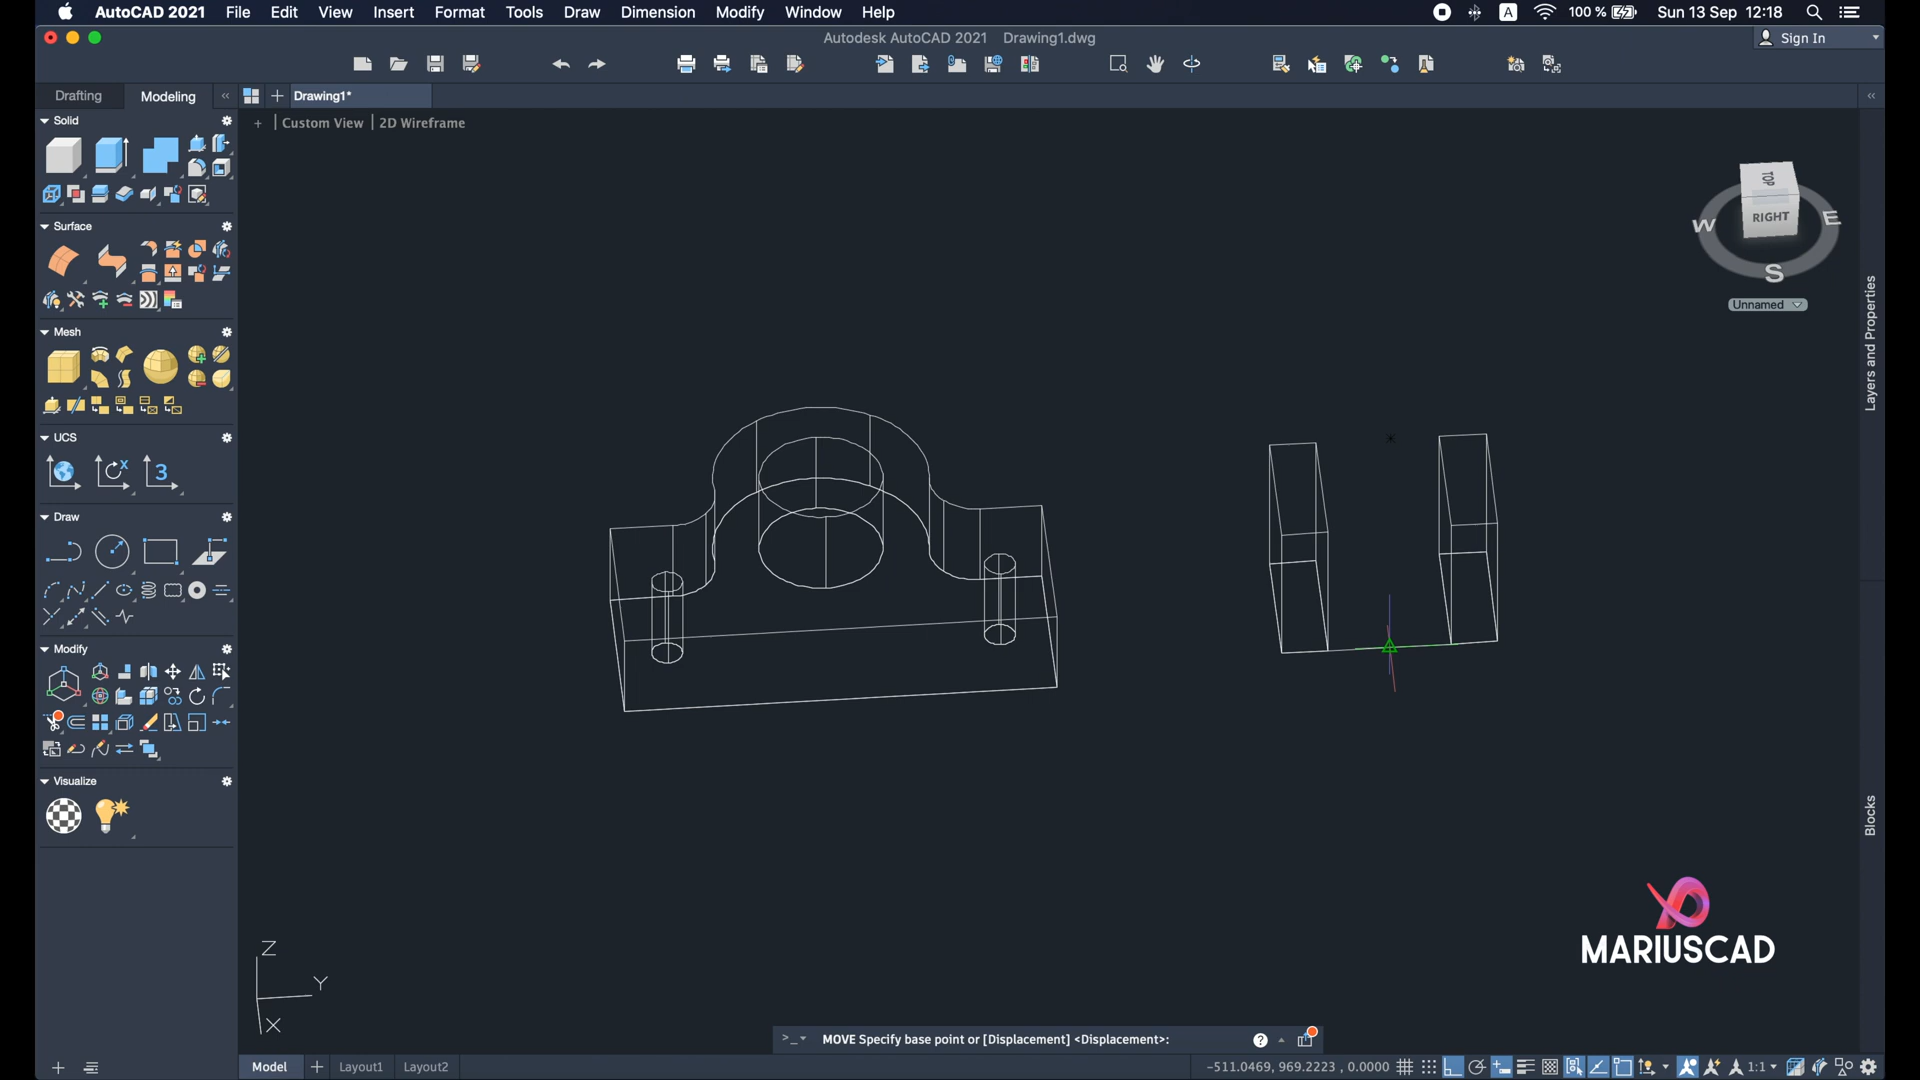 AutoCAD 2021 File Edit View Insert Format Tools Draw Dimension Modify Window Help
A 100 % Sun 13 Sep 12:18
Autodesk AutoCAD 2021 Drawing1.dwg
Sign In
Drafting Modeling Drawing1*
+ Custom View 2D Wireframe
Solid
Surface
Mesh
UCS
X
3
Draw
Modify
Visualize
TOP
RIGHT
W
E
S
Unnamed
Layers and Properties
Blocks
MARIUSCAD
Z
Y
X
>_ MOVE Specify base point or [Displacement] <Displacement>:
Model + Layout1 Layout2
-511.0469, 969.2223 , 0.0000
1:1